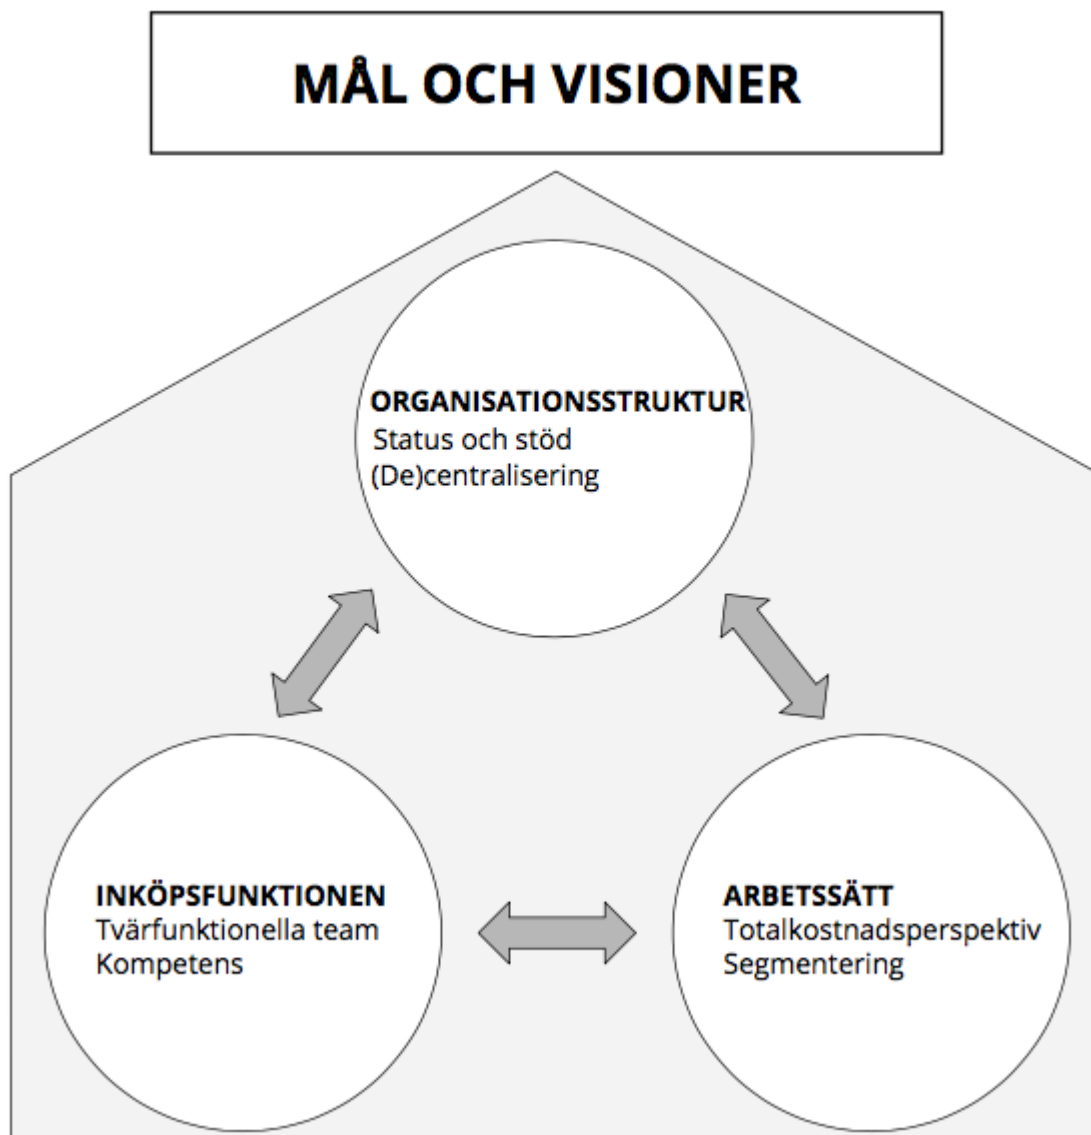 MÅL OCH VISIONER
ORGANISATIONSSTRUKTUR
Status och stöd
(De)centralisering
INKÖPSFUNKTIONEN
Tvärfunktionella team
Kompetens
ARBETSSÄTT
Totalkostnadsperspektiv
Segmentering